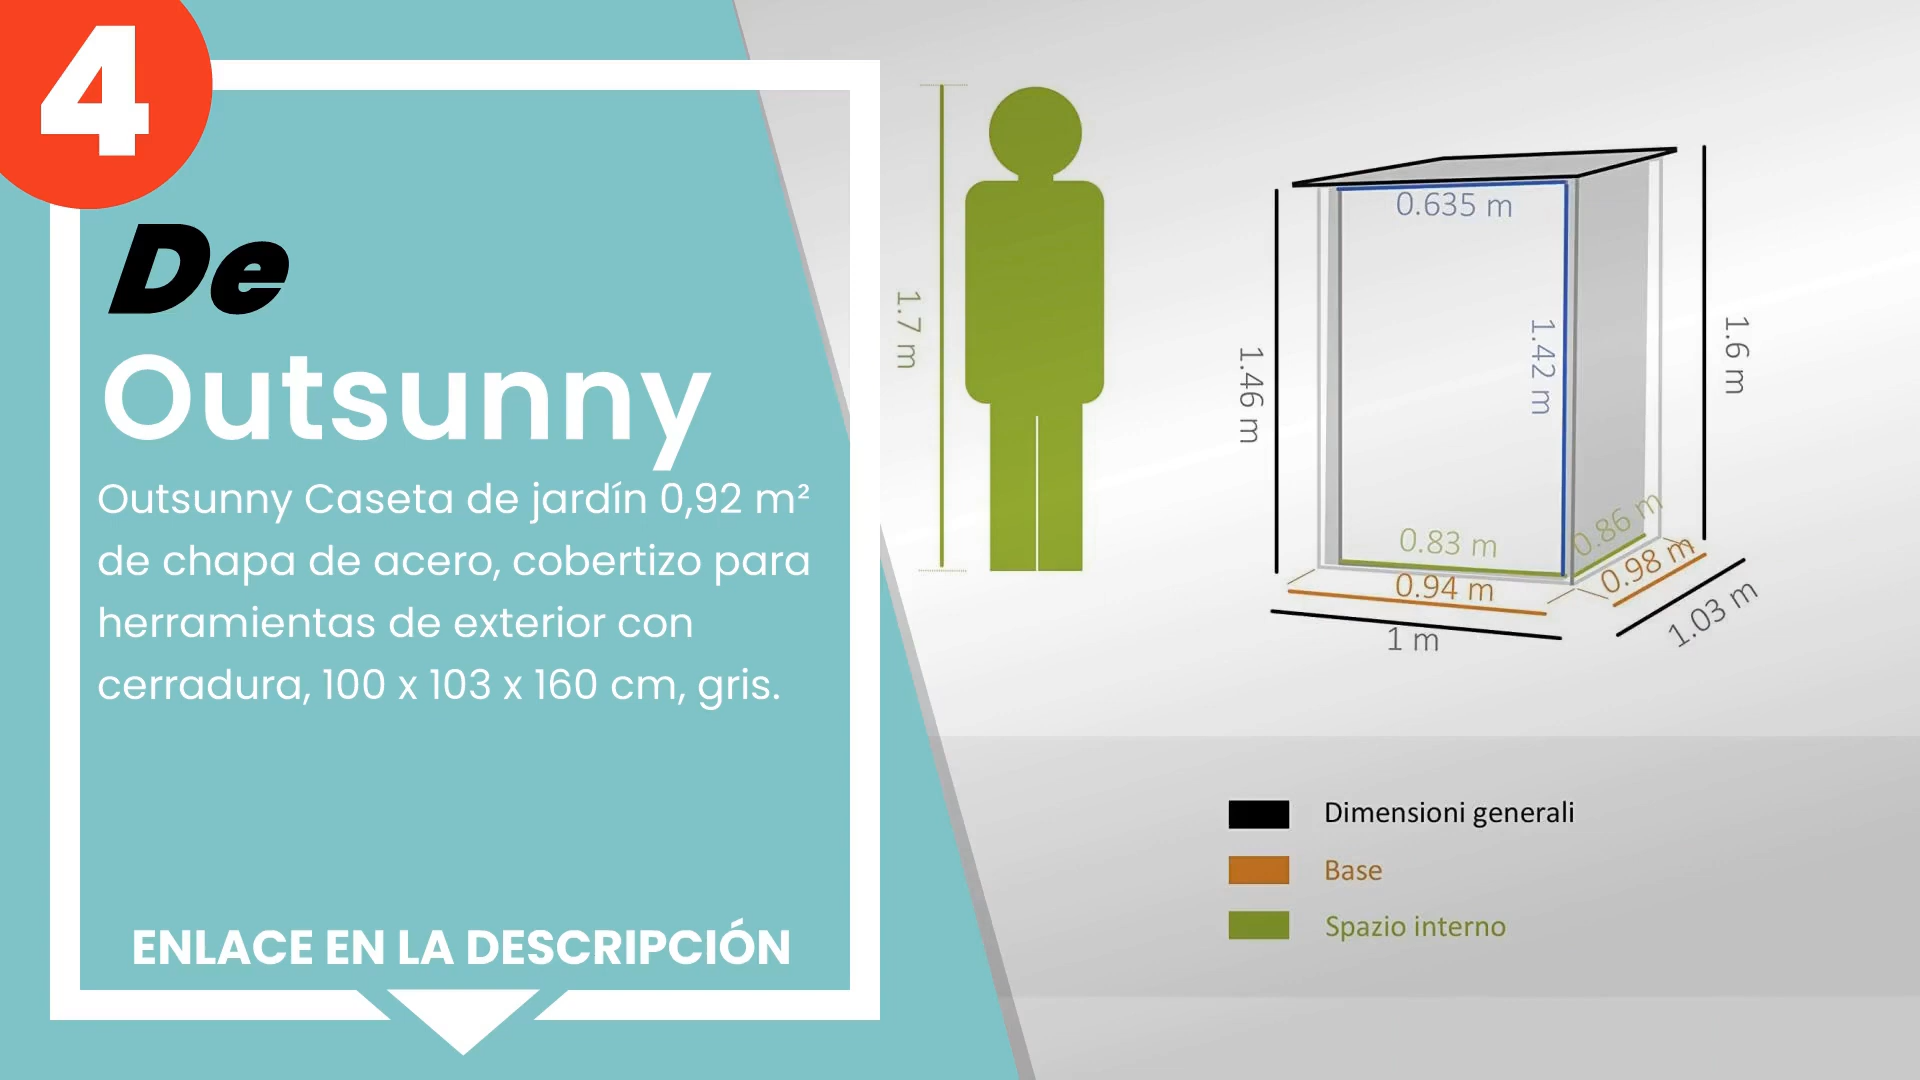 4
De
Outsunny
Outsunny Caseta de jardín 0,92 m²
de chapa de acero, cobertizo para
herramientas de exterior con
cerradura, 100 x 103 x 160 cm, gris.
ENLACE EN LA DESCRIPCIÓN
1.7 m
0.635 m
1.46 m
1.42 m
1.6 m
0.83 m
0.86 m
0.94 m
0.98 m
1 m
1.03 m
Dimensioni generali
Base
Spazio interno